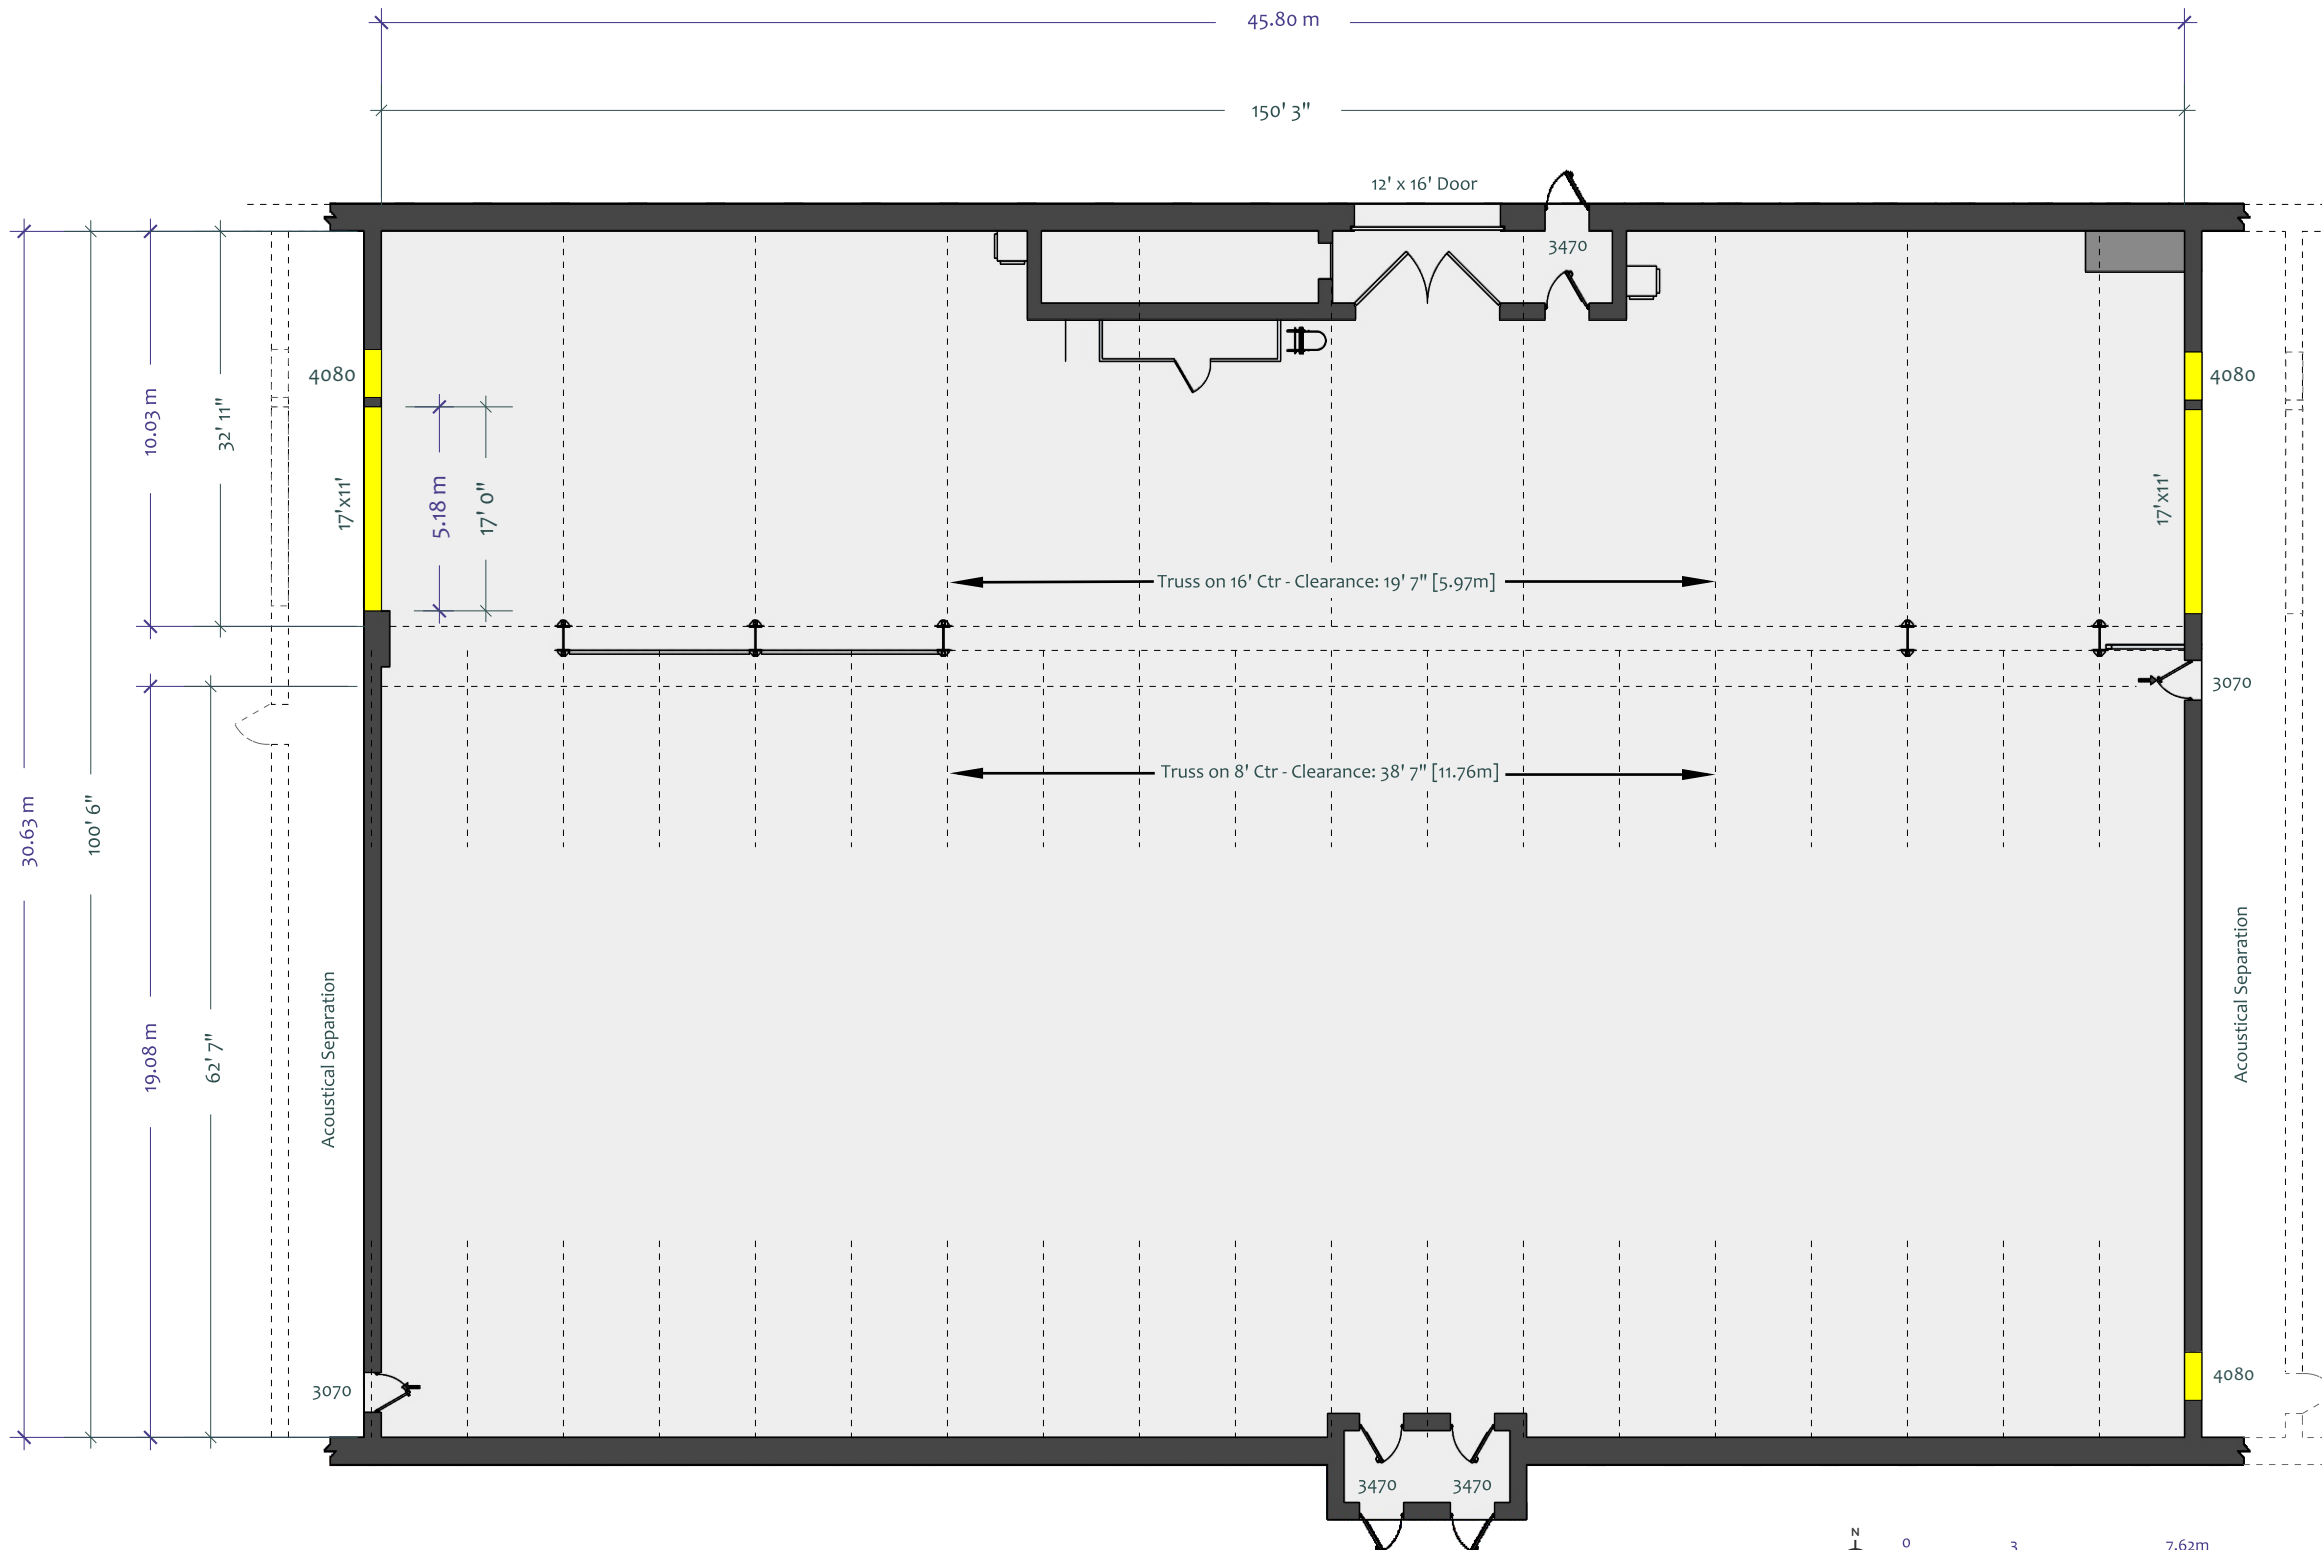 45.80 m
150' 3"
12' x 16' Door
3470
4080
4080
10.03 m
32' 11"
17'x11'
5.18 m
17' 0"
17'x11'
Truss on 16' Ctr - Clearance: 19' 7" [5.97m]
3070
Truss on 8' Ctr - Clearance: 38' 7" [11.76m]
30.63 m
100' 6"
19.08 m
62' 7"
Acoustical Separation
Acoustical Separation
3070
4080
3470
3470
N
0
3
7.62m